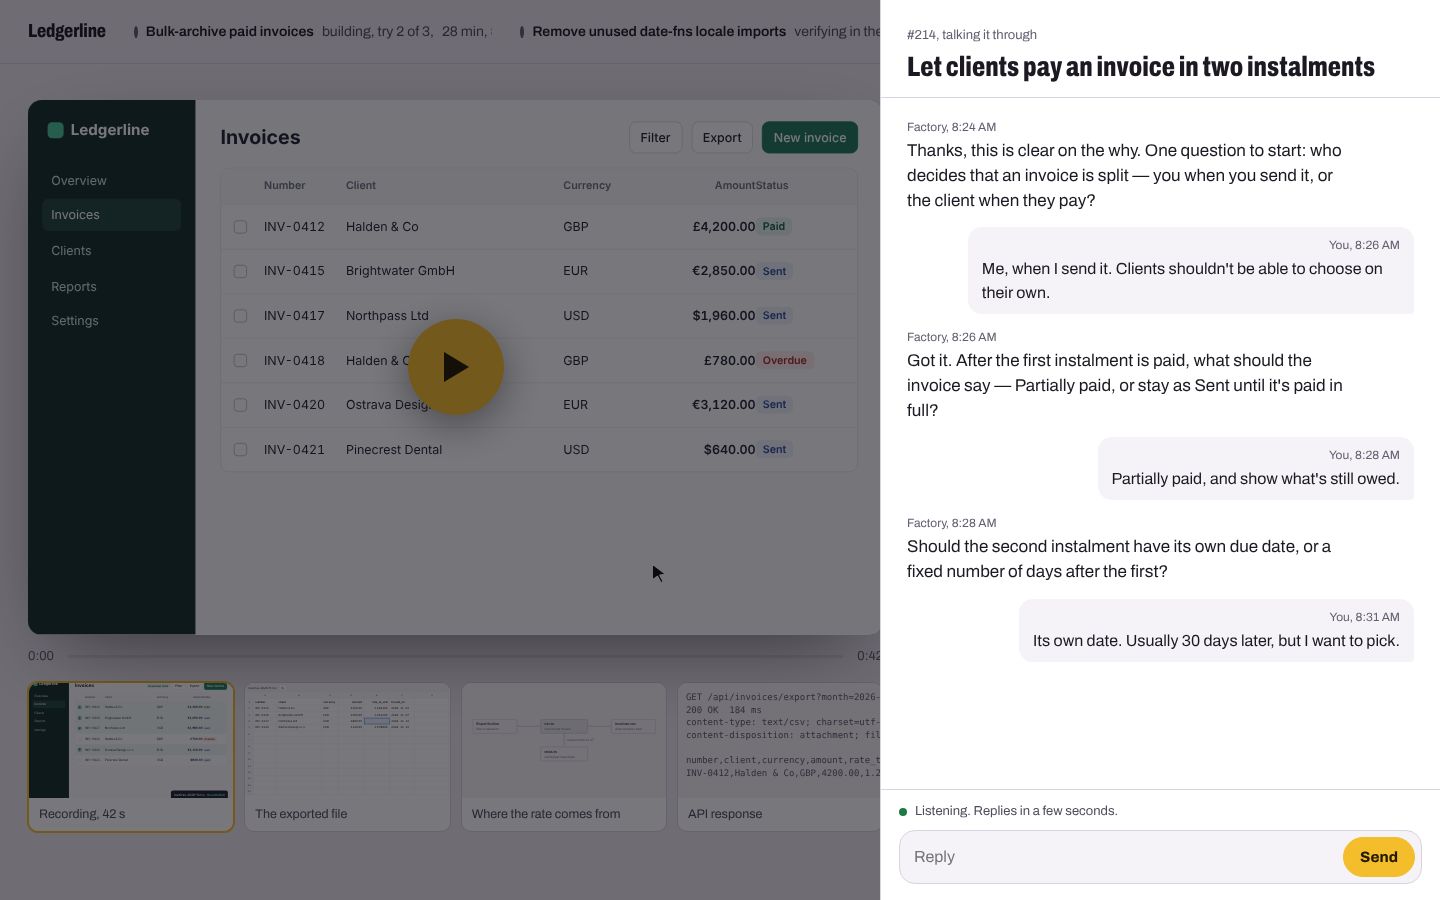 Ledgerline
Bulk-archive paid invoices building, try 2 of 3, 28 min,
Remove unused date-fns locale imports verifying in the
Ledgerline
Overview
Invoices
Clients
Reports
Settings
Invoices
Filter
Export
New invoice
Number Client Currency Amount Status
INV-0412 Halden & Co GBP £4,200.00 Paid
INV-0415 Brightwater GmbH EUR €2,850.00 Sent
INV-0417 Northpass Ltd USD $1,960.00 Sent
INV-0418 Halden & C GBP £780.00 Overdue
INV-0420 Ostrava Desig EUR €3,120.00 Sent
INV-0421 Pinecrest Dental USD $640.00 Sent
0:00
0:42
Recording, 42 s
The exported file
Where the rate comes from
GET /api/invoices/export?month=2026-
200 OK 184 ms
content-type: text/csv; charset=utf-
content-disposition: attachment; fil
number,client,currency,amount,rate_t
INV-0412,Halden & Co,GBP,4200.00,1.2
API response
#214, talking it through
Let clients pay an invoice in two instalments
Factory, 8:24 AM
Thanks, this is clear on the why. One question to start: who
decides that an invoice is split — you when you send it, or
the client when they pay?
You, 8:26 AM
Me, when I send it. Clients shouldn't be able to choose on
their own.
Factory, 8:26 AM
Got it. After the first instalment is paid, what should the
invoice say — Partially paid, or stay as Sent until it's paid in
full?
You, 8:28 AM
Partially paid, and show what's still owed.
Factory, 8:28 AM
Should the second instalment have its own due date, or a
fixed number of days after the first?
You, 8:31 AM
Its own date. Usually 30 days later, but I want to pick.
Listening. Replies in a few seconds.
Reply
Send